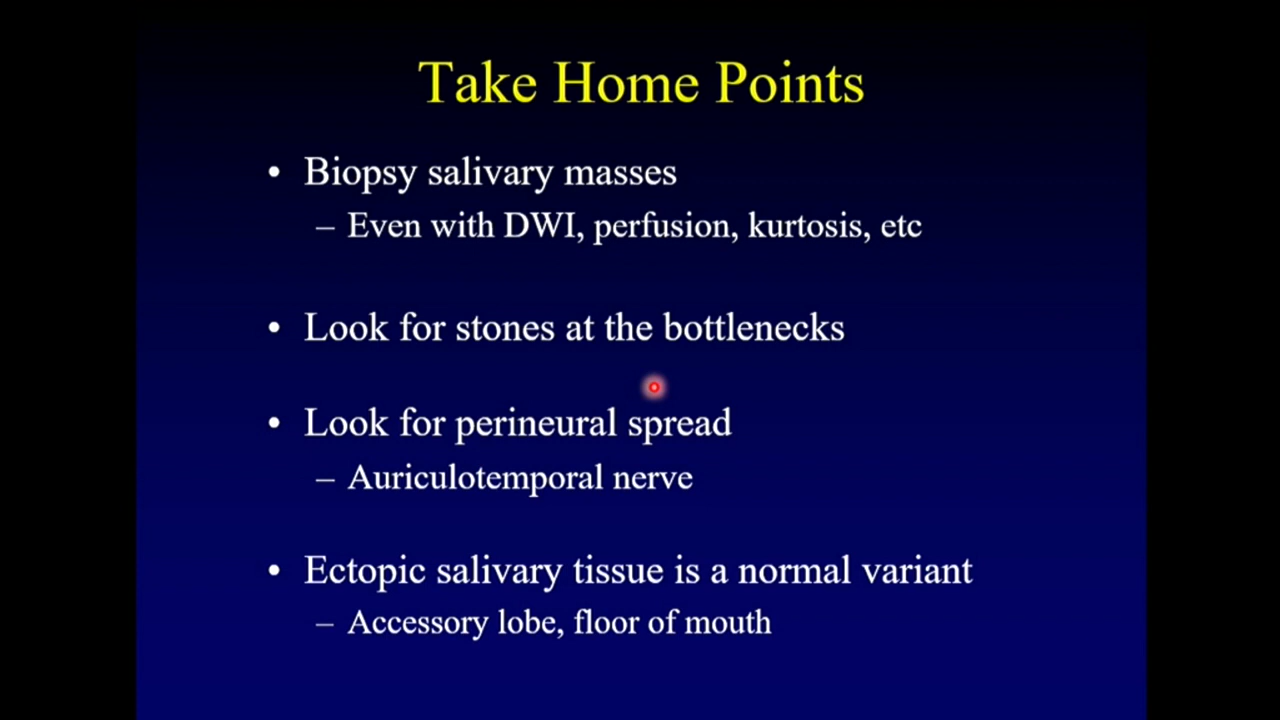 Take Home Points
• Biopsy salivary masses
– Even with DWI, perfusion, kurtosis, etc
• Look for stones at the bottlenecks
• Look for perineural spread
– Auriculotemporal nerve
• Ectopic salivary tissue is a normal variant
– Accessory lobe, floor of mouth